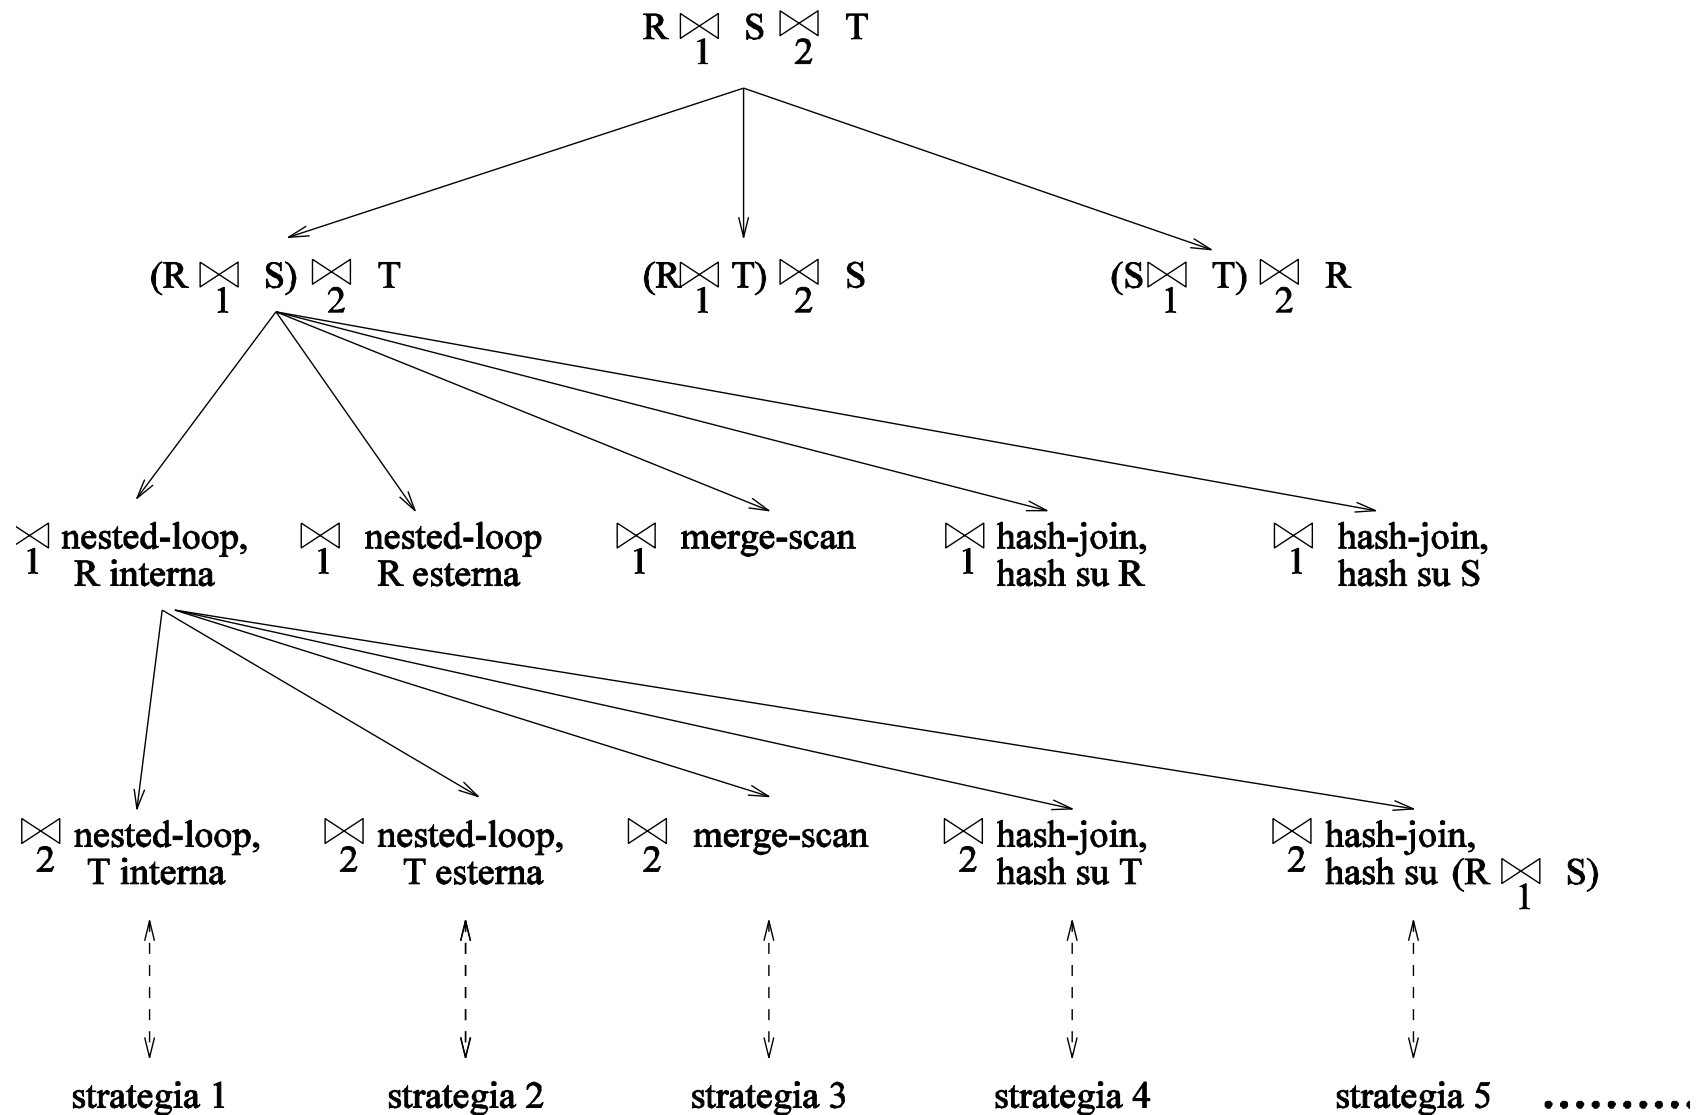 R ⋈ S ⋈ T
1 2
(R ⋈ S) ⋈ T
1 2
(R ⋈ T) ⋈ S
1 2
(S ⋈ T) ⋈ R
1 2
⋈ nested-loop,
1 R interna
⋈ nested-loop
1 R esterna
⋈ merge-scan
1
⋈ hash-join,
1 hash su R
⋈ hash-join,
1 hash su S
⋈ nested-loop,
2 T interna
⋈ nested-loop,
2 T esterna
⋈ merge-scan
2
⋈ hash-join,
2 hash su T
⋈ hash-join,
2 hash su (R ⋈ S)
1
strategia 1
strategia 2
strategia 3
strategia 4
strategia 5 ..........